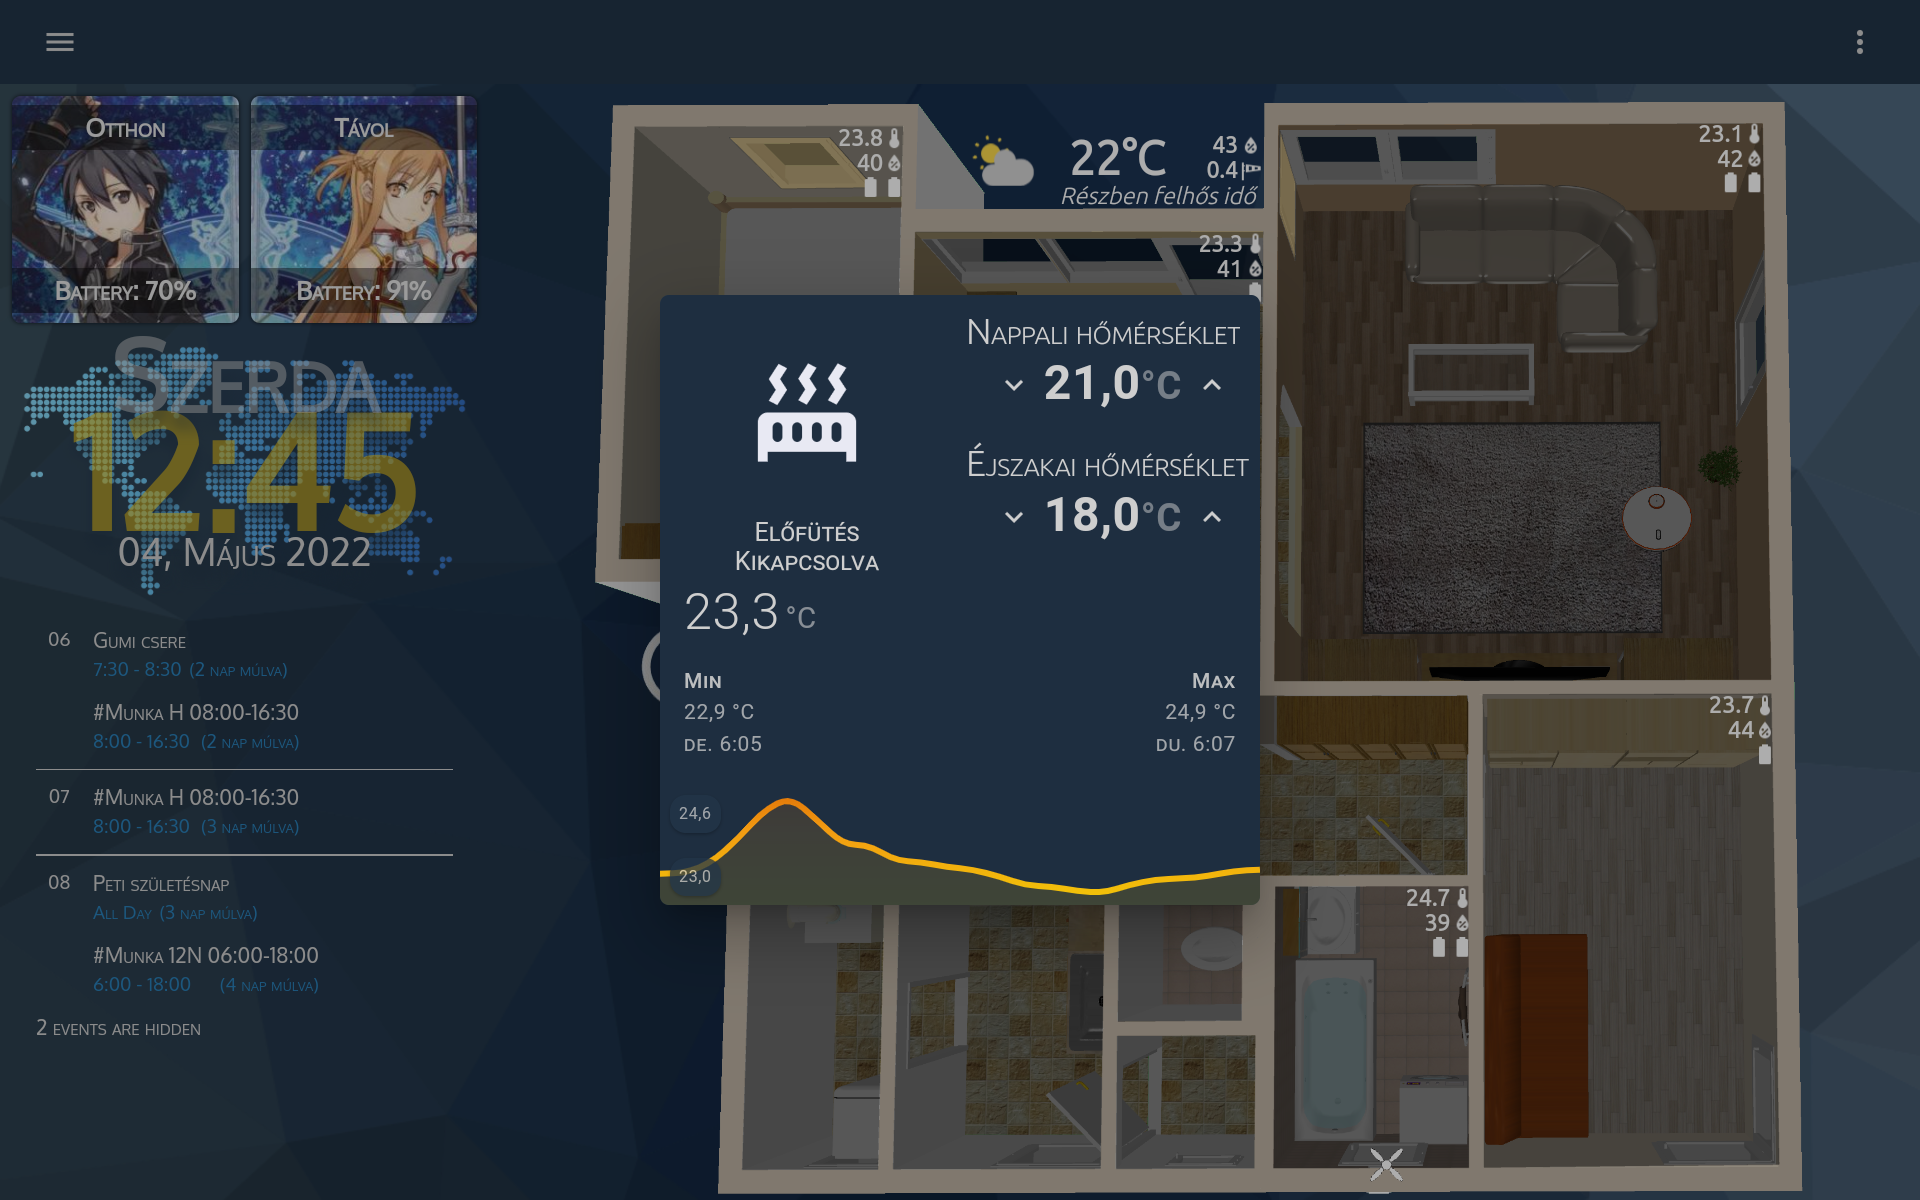 Otthon
Battery: 70%
Távol
Battery: 91%
Szerda
12:45
04, Május 2022
06 Gumi csere
7:30 - 8:30 (2 nap múlva)
#Munka H 08:00-16:30
8:00 - 16:30 (2 nap múlva)
07 #Munka H 08:00-16:30
8:00 - 16:30 (3 nap múlva)
08 Peti születésnap
All Day (3 nap múlva)
#Munka 12N 06:00-18:00
6:00 - 18:00 (4 nap múlva)
2 events are hidden
23.8
40
22°C
43
0.4
Részben felhős idő
23.1
42
23.3
41
Nappali hőmérséklet
21,0°C
Éjszakai hőmérséklet
18,0°C
Előfütés
Kikapcsolva
23,3 °C
Min
22,9 °C
de. 6:05
Max
24,9 °C
du. 6:07
24,6
23,0
23.7
44
24.7
39